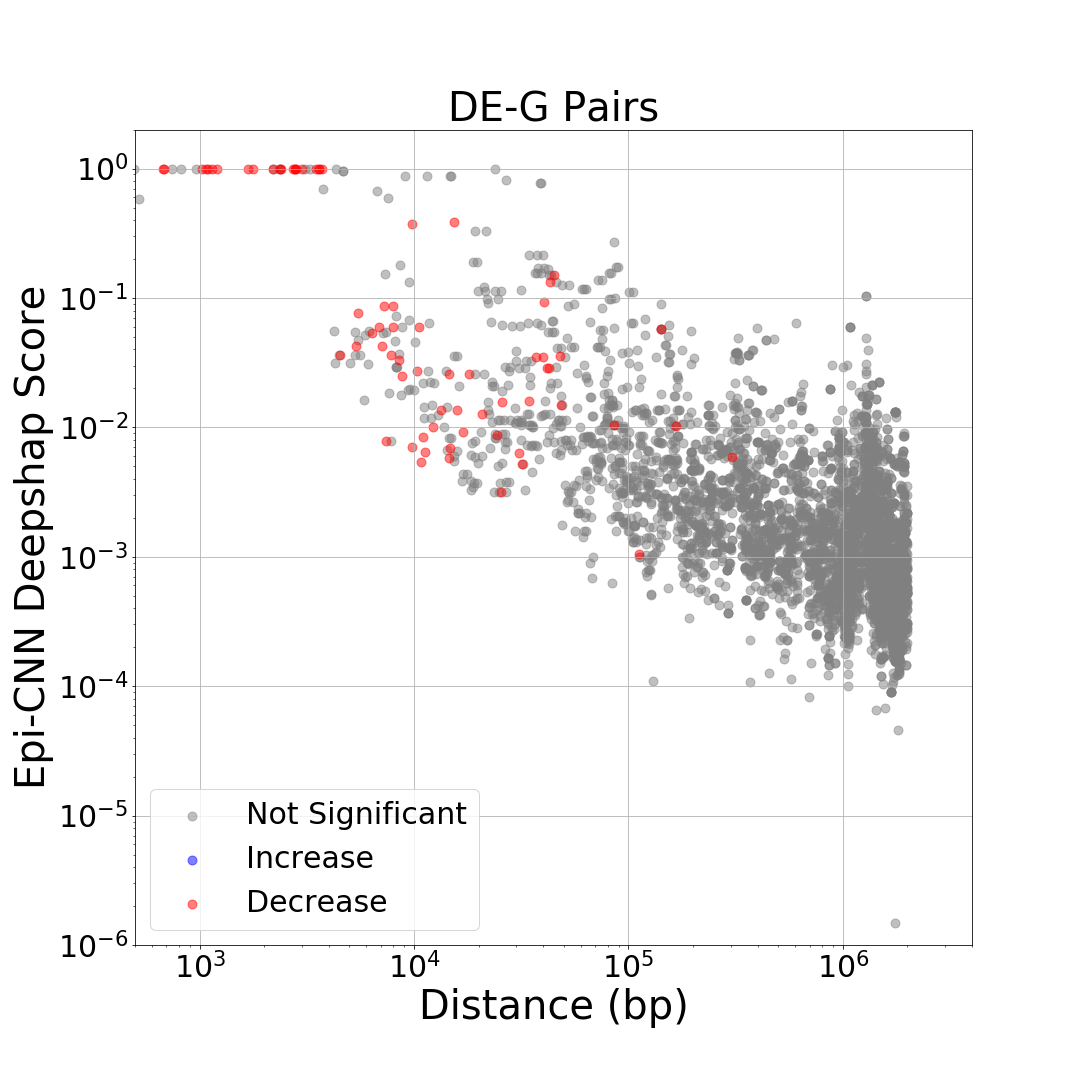 DE-G Pairs
Epi-CNN Deepshap Score
10^0
10^-1
10^-2
10^-3
10^-4
10^-5
10^-6
Not Significant
Increase
Decrease
10^3 10^4 10^5 10^6
Distance (bp)